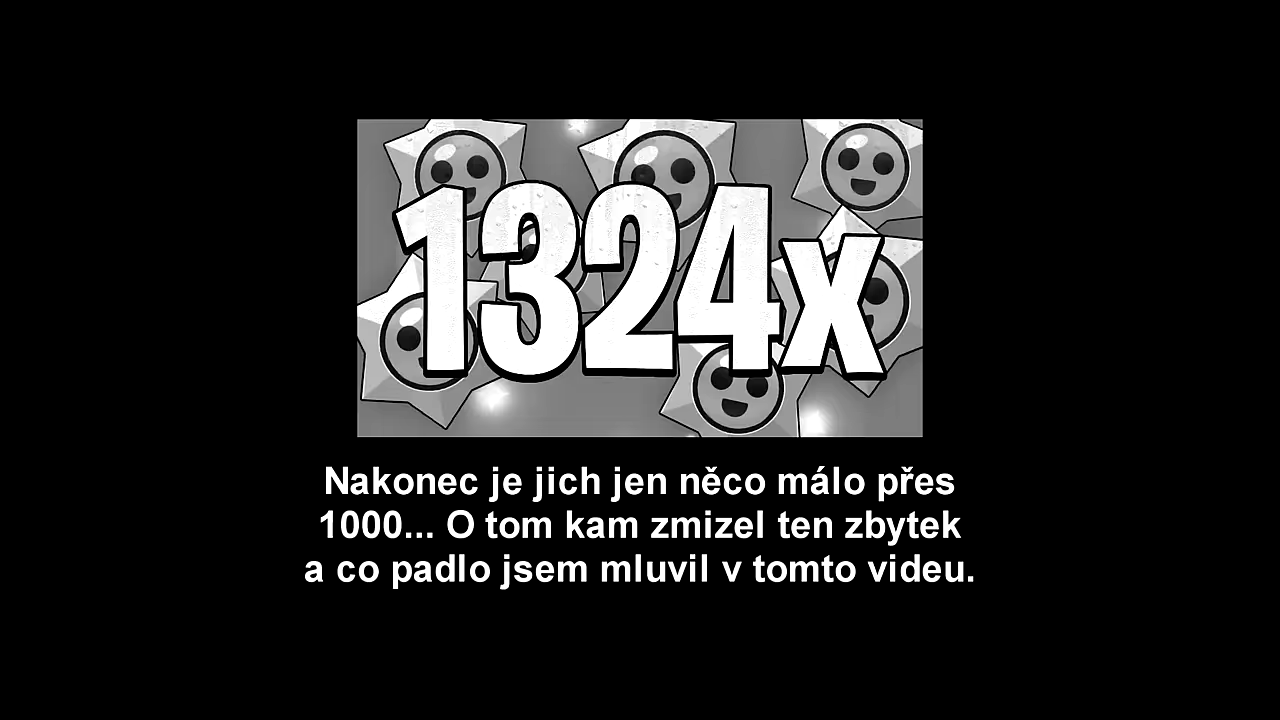 1324x
Nakonec je jich jen něco málo přes
1000... O tom kam zmizel ten zbytek
a co padlo jsem mluvil v tomto videu.